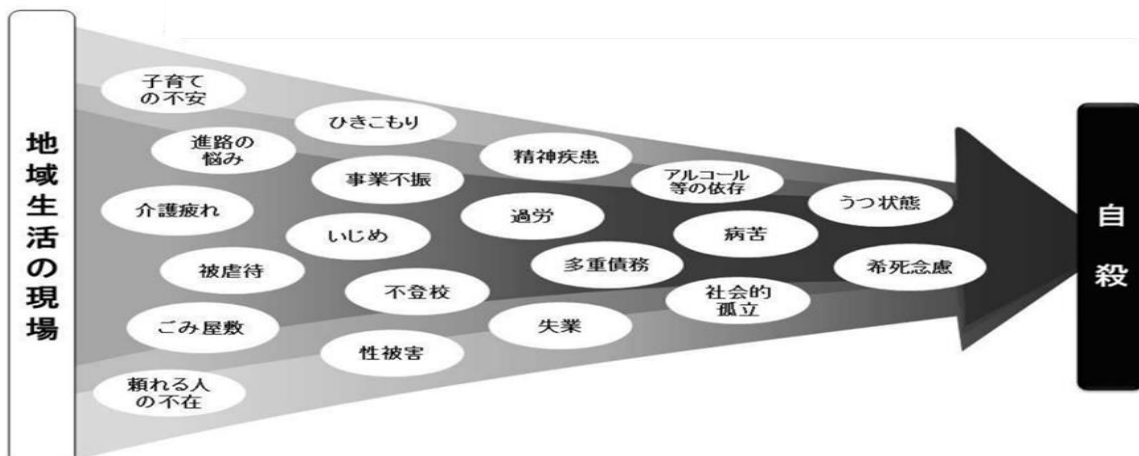 地域生活の現場
子育て
の不安
進路の
悩み
介護疲れ
被虐待
ごみ屋敷
頼れる人
の不在
ひきこもり
事業不振
いじめ
不登校
性被害
精神疾患
過労
多重債務
失業
アルコール
等の依存
病苦
社会的
孤立
うつ状態
希死念慮
自殺